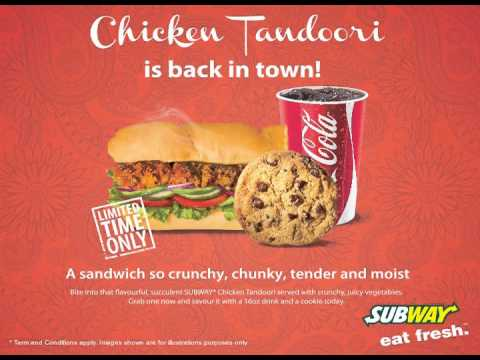 Chicken Tandoori
is back in town!
Cola
LIMITED
TIME
ONLY
A sandwich so crunchy, chunky, tender and moist
Bite into that flavourful, succulent SUBWAY® Chicken Tandoori served with crunchy, juicy vegetables.
Grab one now and savour it with a 16oz drink and a cookie today.
SUBWAY
eat fresh.
* Term and Conditions apply. Images shown are for illustrations purposes only